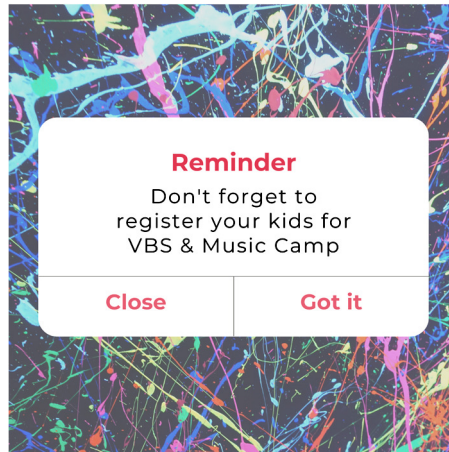 Reminder
Don't forget to
register your kids for
VBS & Music Camp
Close
Got it